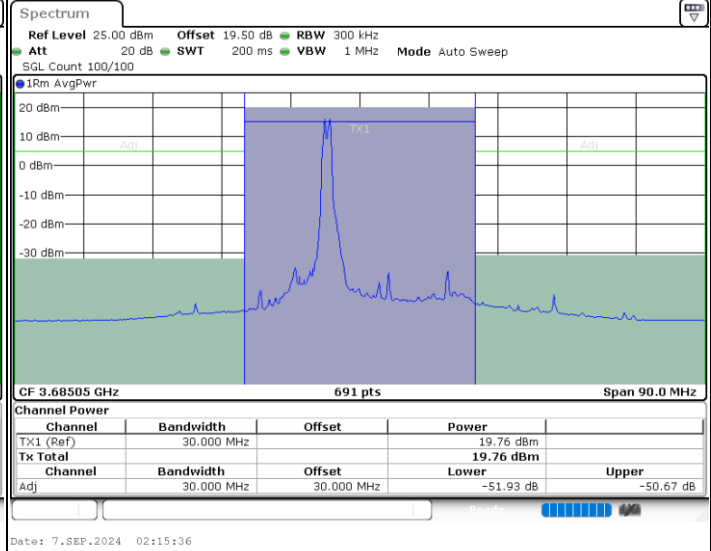 Spectrum
Ref Level 25.00 dBm Offset 19.50 dB RBW 300 kHz
Att 20 dB SWT 200 ms VBW 1 MHz Mode Auto Sweep
SGL Count 100/100
1Rm AvgPwr
20 dBm
TX1
10 dBm
Adj Adj
0 dBm
-10 dBm
-20 dBm
-30 dBm
CF 3.68505 GHz 691 pts Span 90.0 MHz
Channel Power
Channel Bandwidth Offset Power
TX1 (Ref) 30.000 MHz 19.76 dBm
Tx Total 19.76 dBm
Channel Bandwidth Offset Lower Upper
Adj 30.000 MHz 30.000 MHz -51.93 dB -50.67 dB
Ready
Date: 7.SEP.2024 02:15:36